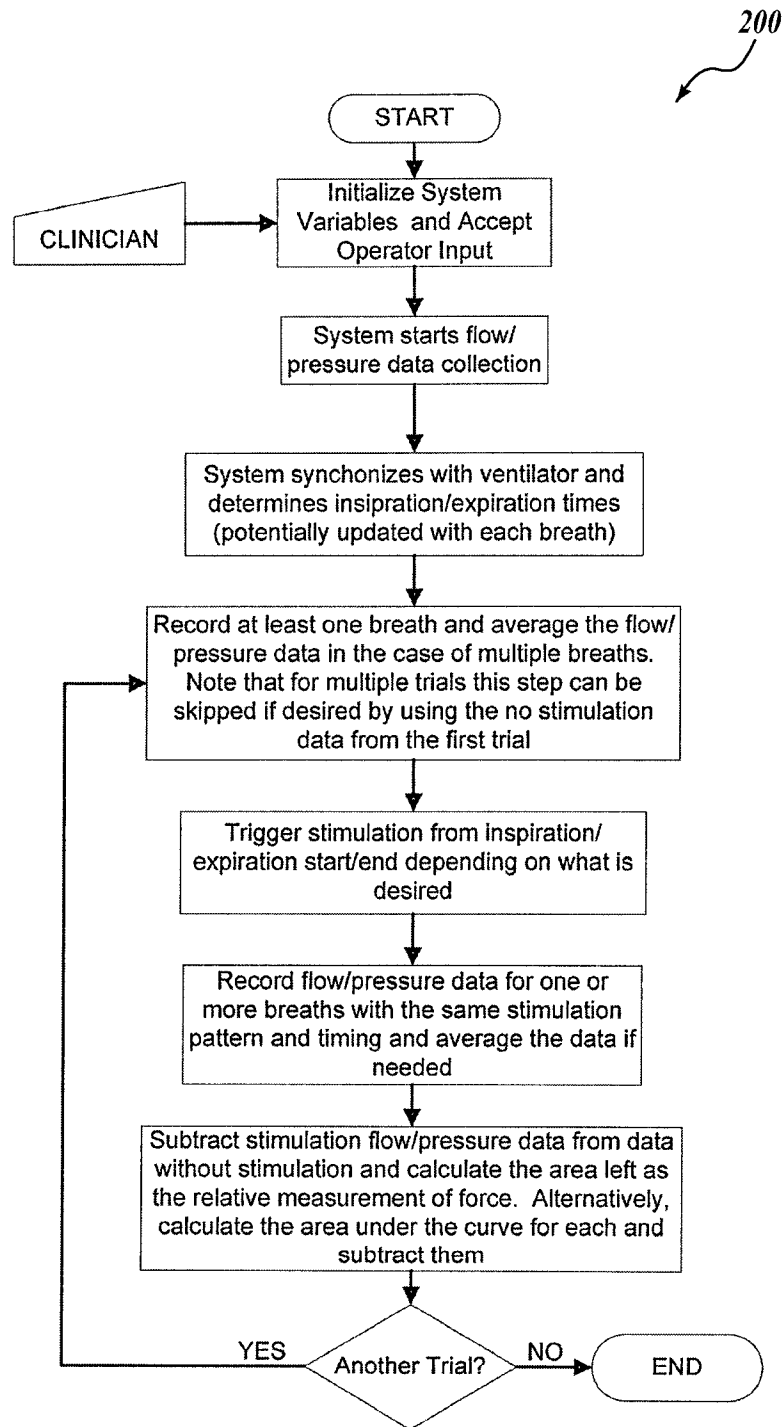 200
START
CLINICIAN
Initialize System
Variables and Accept
Operator Input
System starts flow/
pressure data collection
System synchonizes with ventilator and
determines insipration/expiration times
(potentially updated with each breath)
Record at least one breath and average the flow/
pressure data in the case of multiple breaths.
Note that for multiple trials this step can be
skipped if desired by using the no stimulation
data from the first trial
Trigger stimulation from inspiration/
expiration start/end depending on what is
desired
Record flow/pressure data for one or
more breaths with the same stimulation
pattern and timing and average the data if
needed
Subtract stimulation flow/pressure data from data
without stimulation and calculate the area left as
the relative measurement of force. Alternatively,
calculate the area under the curve for each and
subtract them
YES
Another Trial?
NO
END